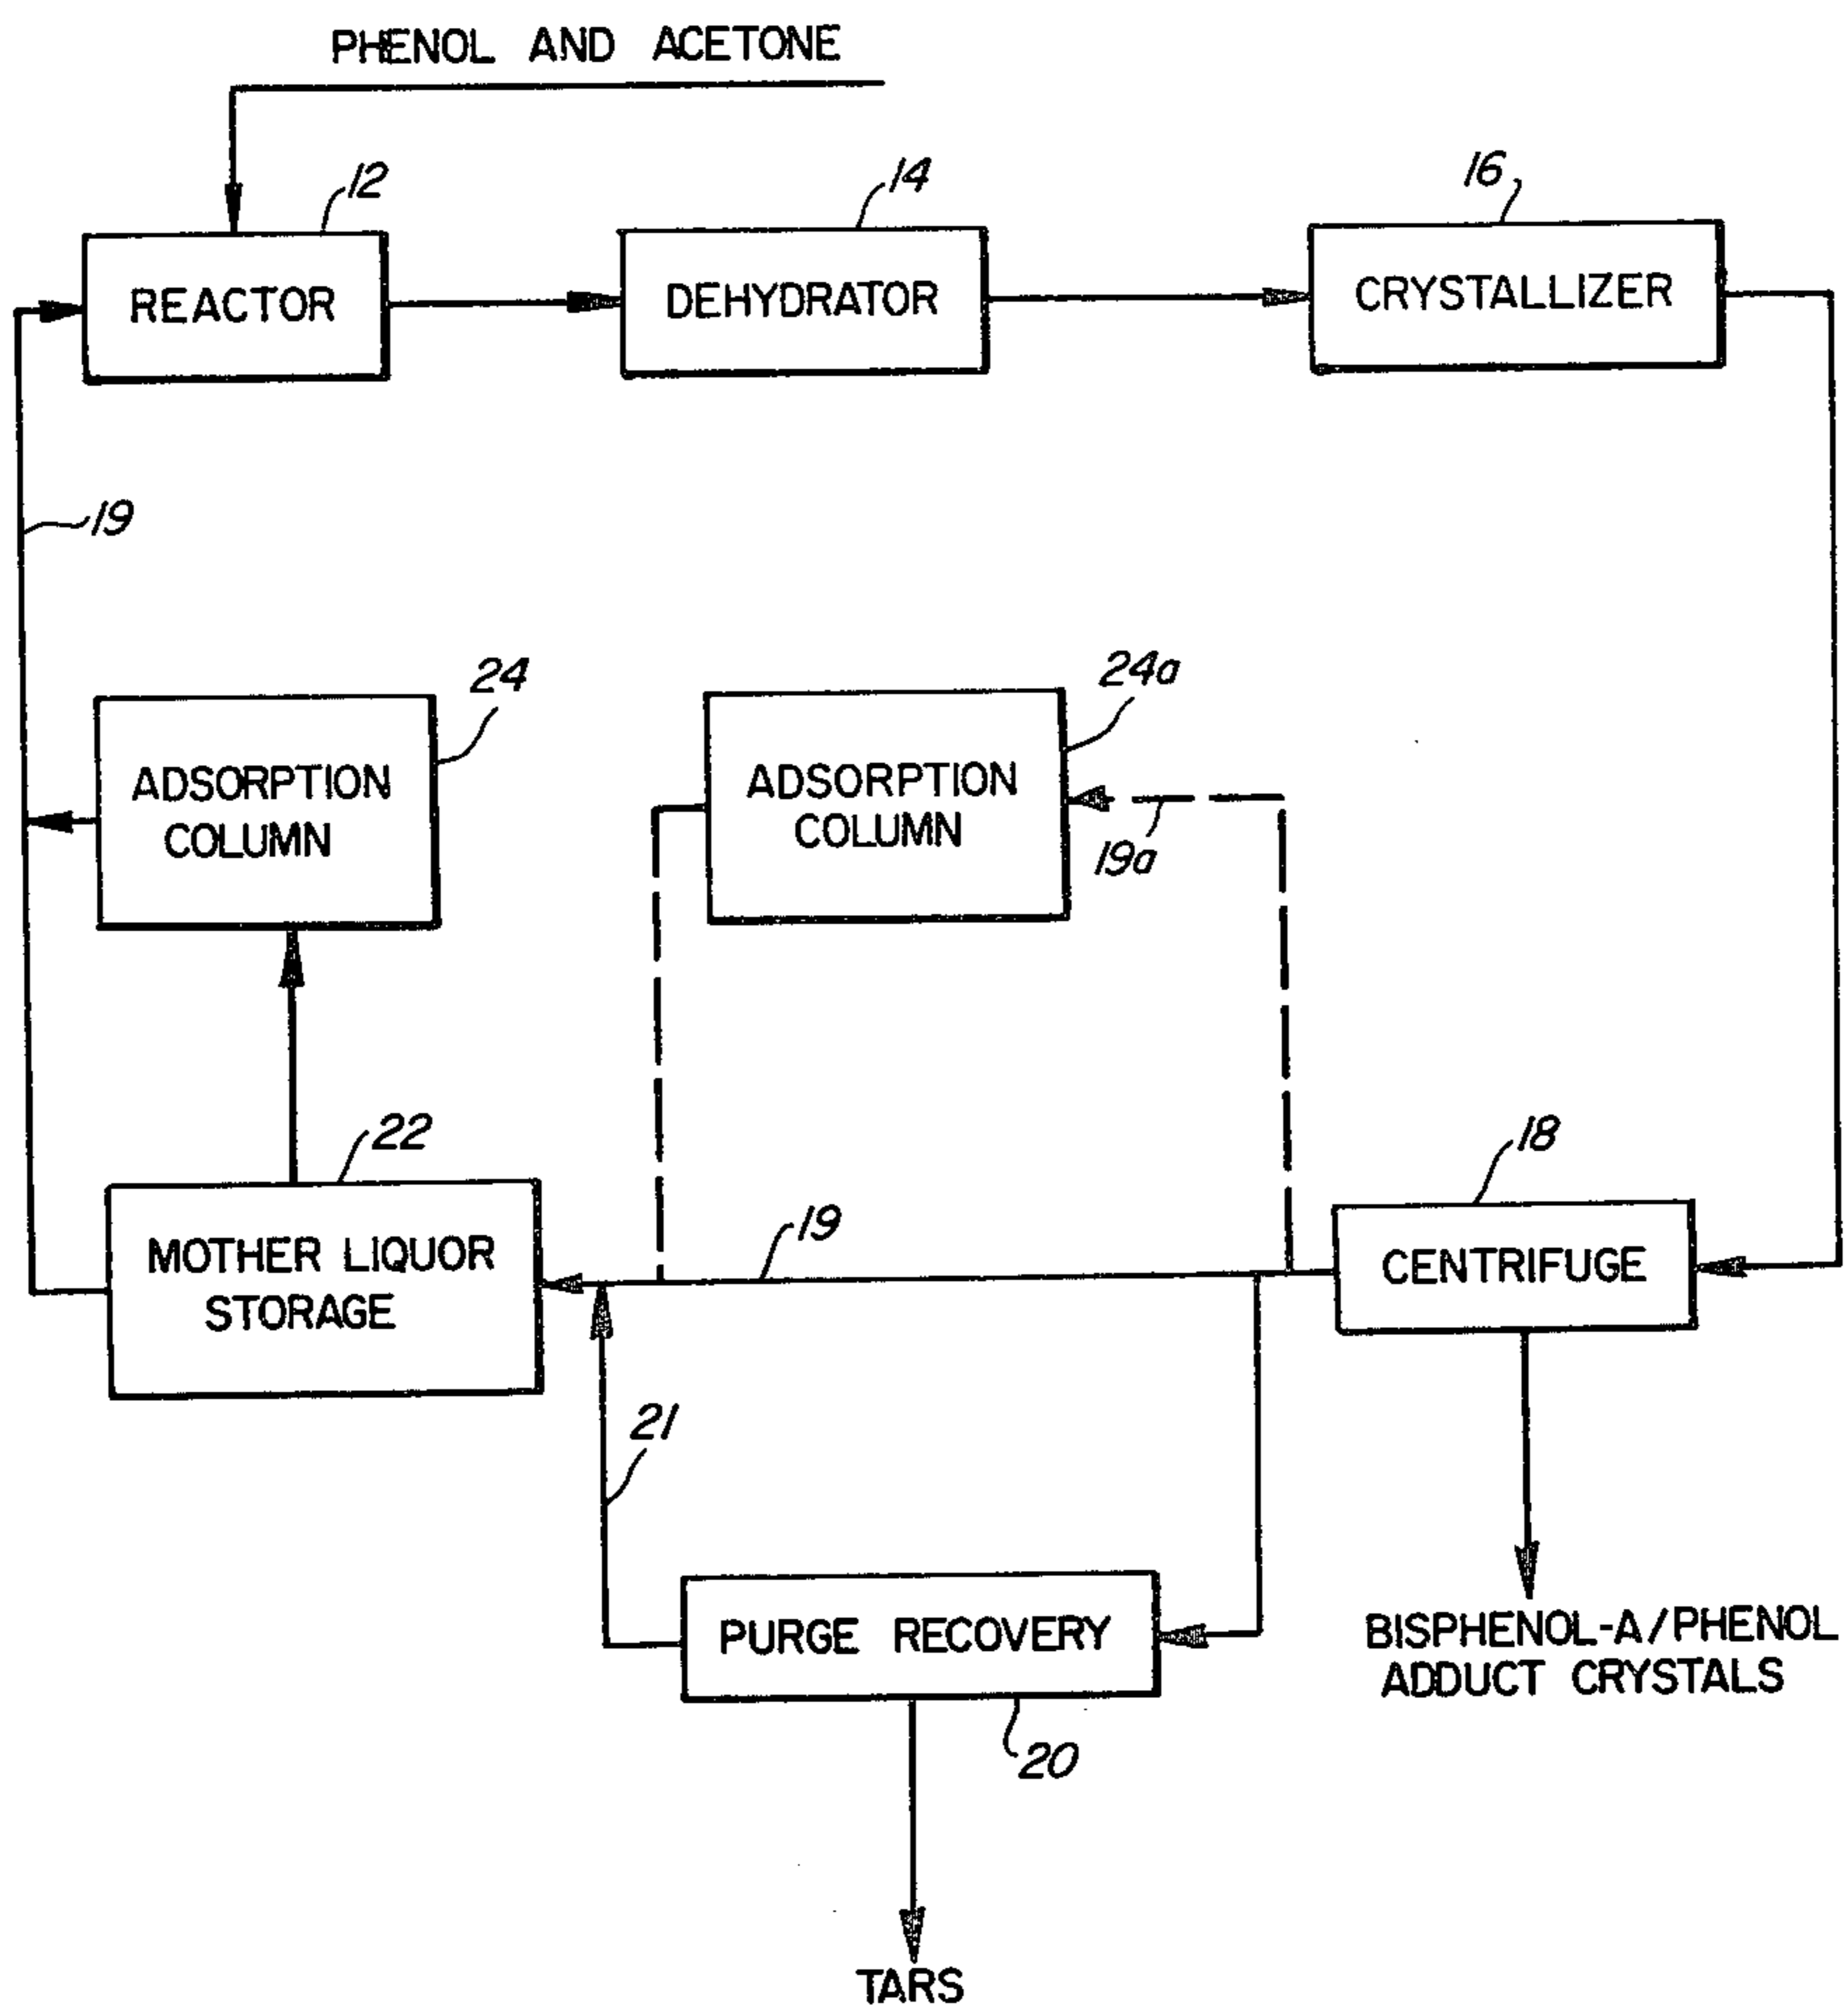 PHENOL AND ACETONE
12
14
16
REACTOR
DEHYDRATOR
CRYSTALLIZER
19
24
24a
ADSORPTION
COLUMN
ADSORPTION
COLUMN
19a
22
18
MOTHER LIQUOR
STORAGE
19
CENTRIFUGE
21
PURGE RECOVERY
BISPHENOL-A/PHENOL
ADDUCT CRYSTALS
20
TARS